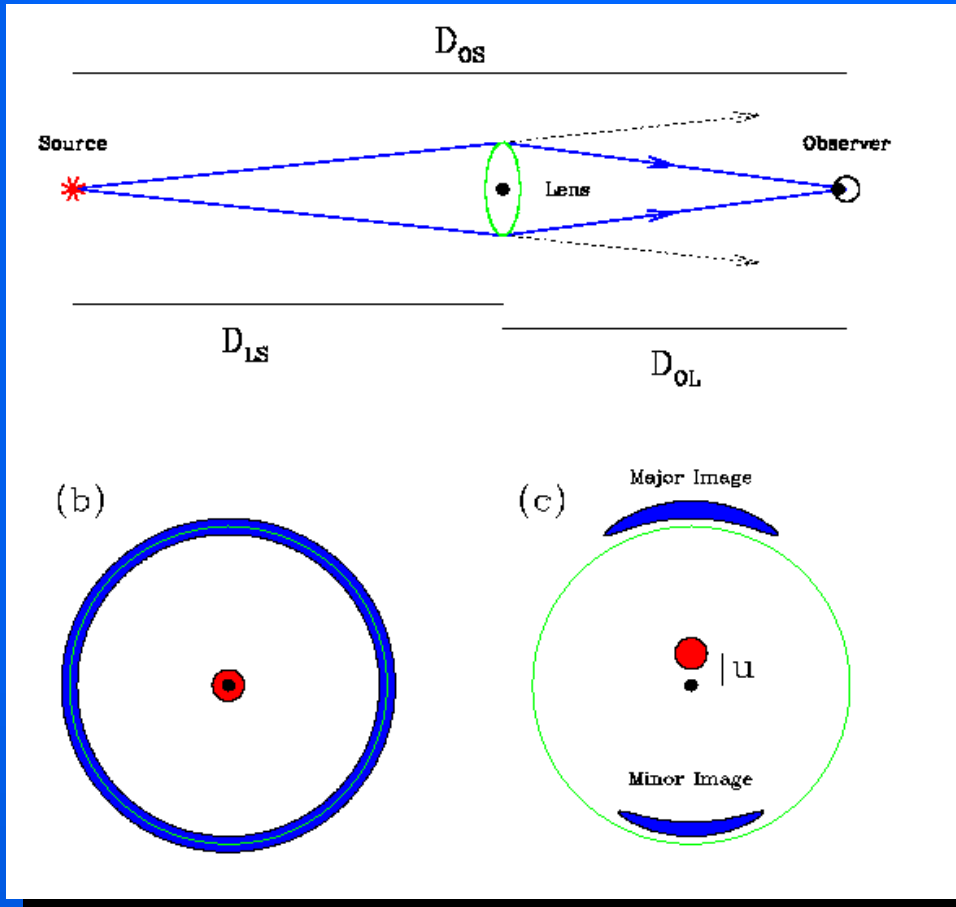 D_OS
Source
Observer
Lens
D_LS
D_OL
(b)
(c)
Major Image
u
Minor Image